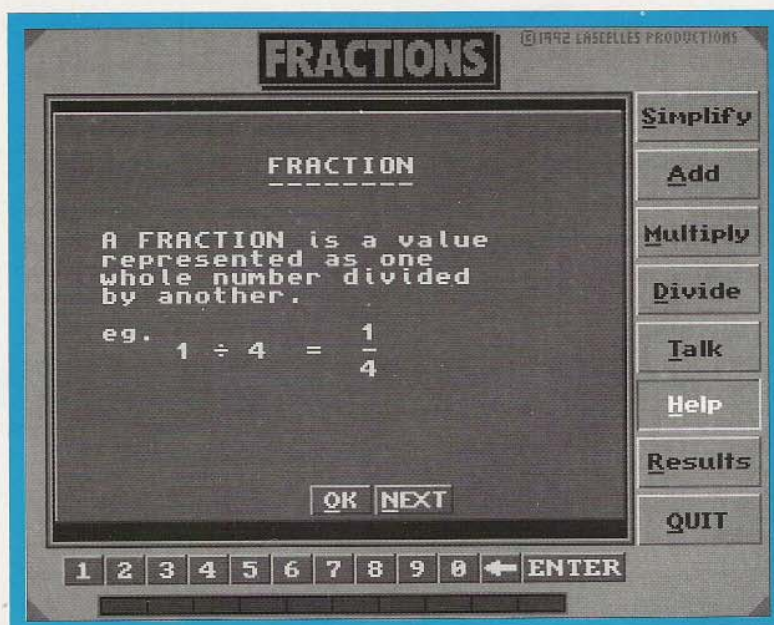 ©1992 LASCELLES PRODUCTIONS
FRACTIONS
Simplify
Add
Multiply
Divide
Talk
Help
Results
QUIT
FRACTION
A FRACTION is a value
represented as one
whole number divided
by another.
eg. 1 ÷ 4 = 1/4
OK NEXT
1 2 3 4 5 6 7 8 9 0 ← ENTER